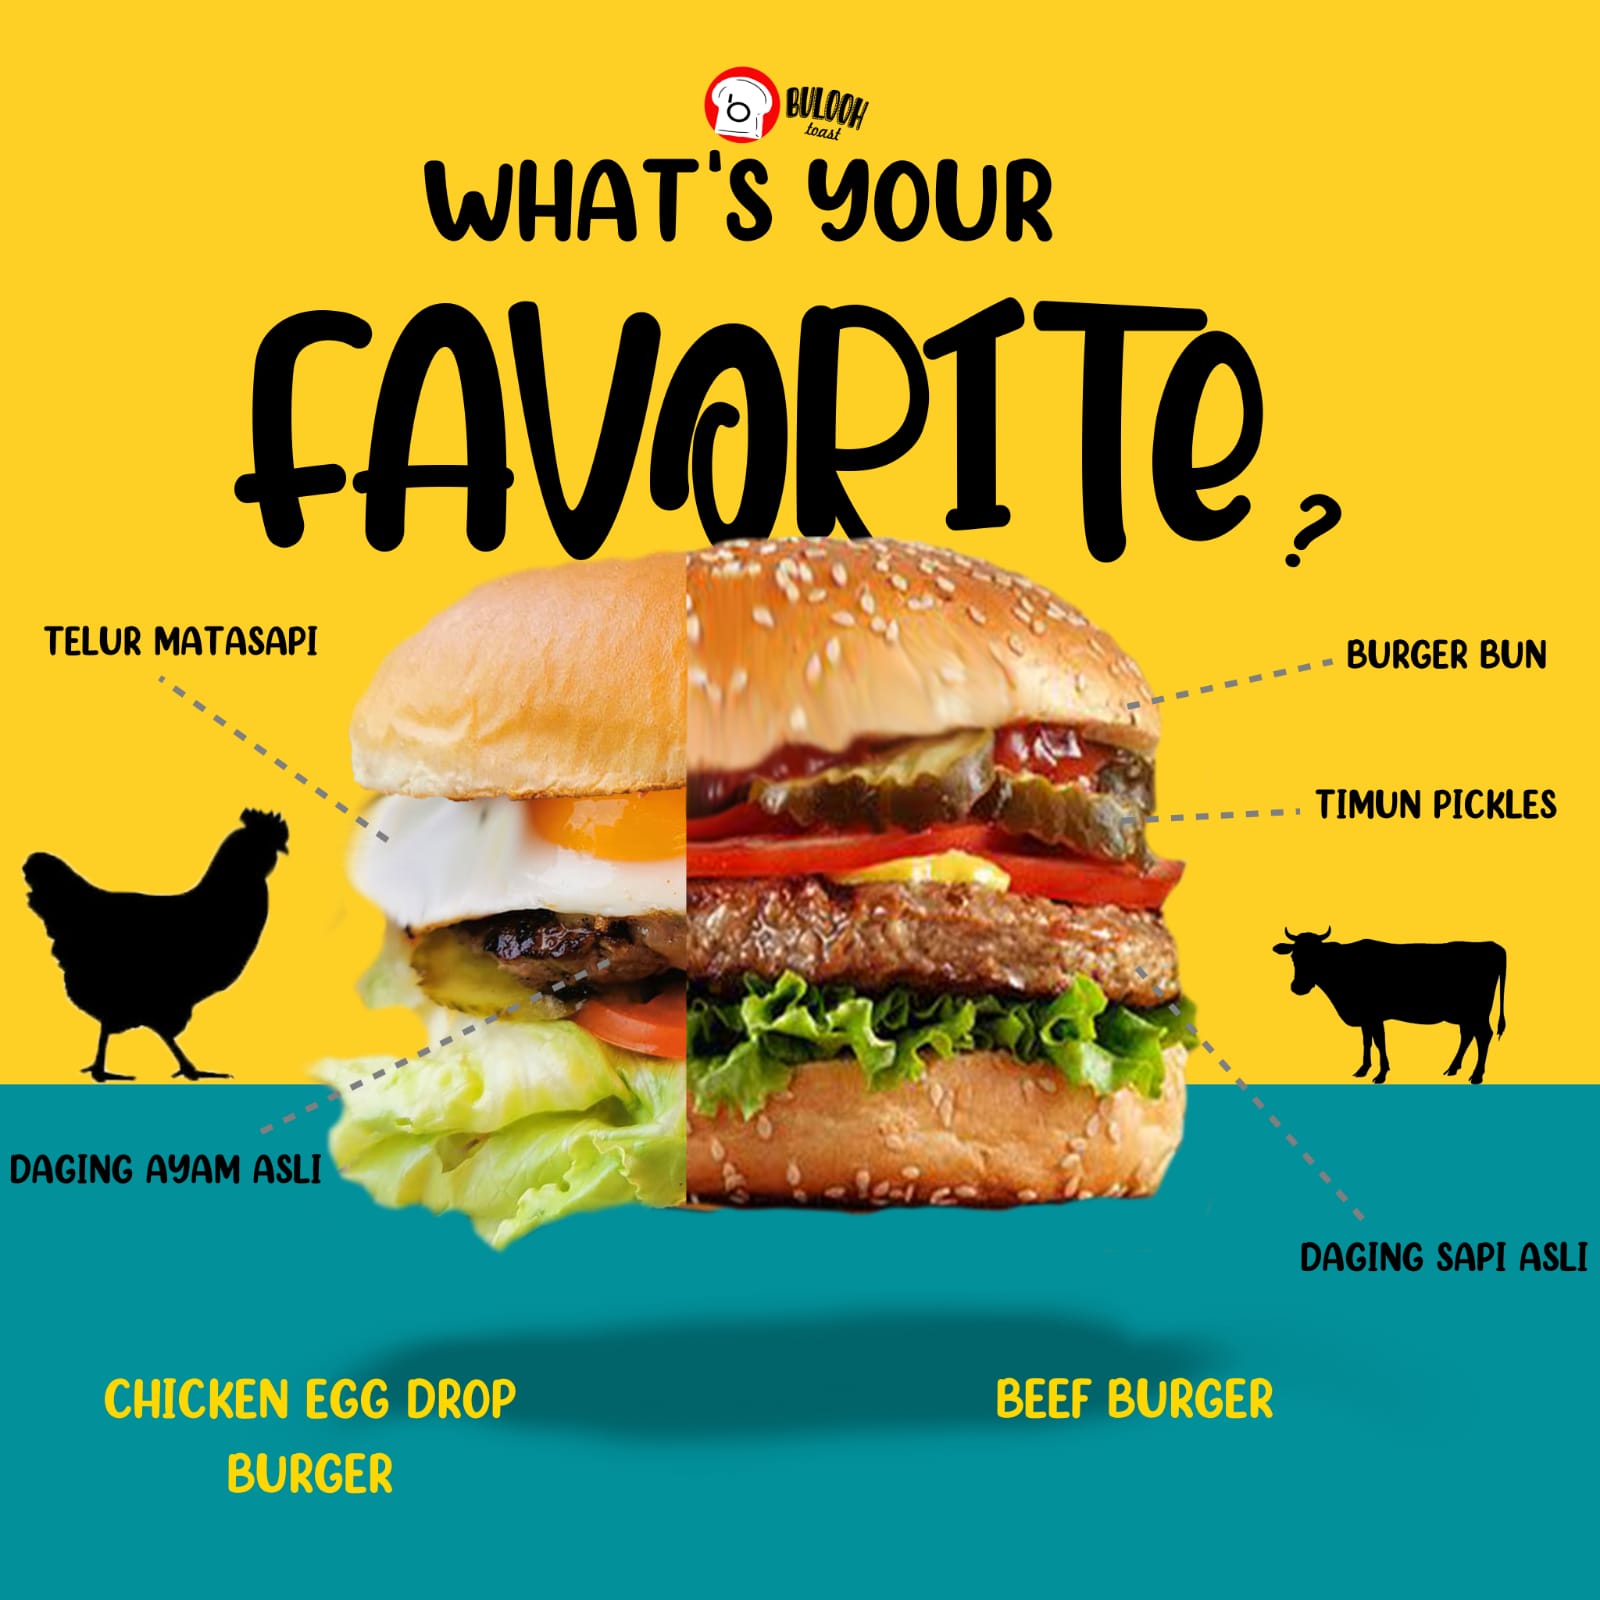 BULOOH
toast
WHAT'S YOUR
FAVORITE?
TELUR MATASAPI
BURGER BUN
TIMUN PICKLES
DAGING AYAM ASLI
DAGING SAPI ASLI
CHICKEN EGG DROP
BURGER
BEEF BURGER